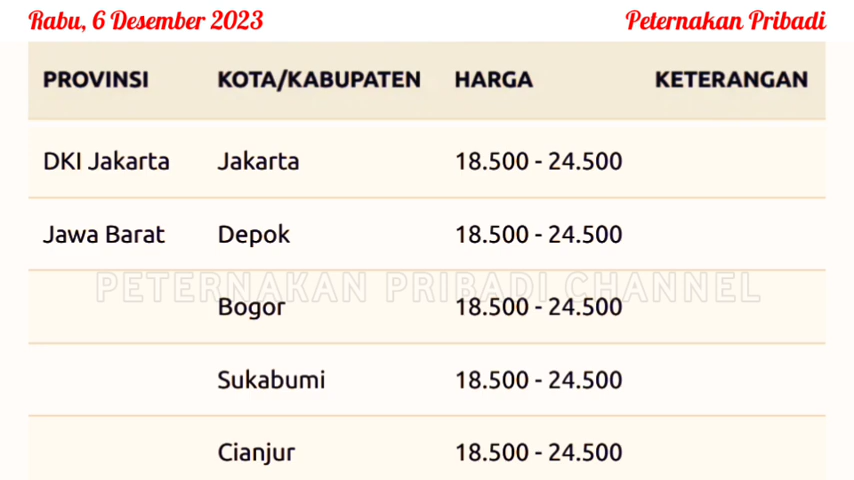 Rabu, 6 Desember 2023 Peternakan Pribadi
PROVINSI KOTA/KABUPATEN HARGA KETERANGAN
DKI Jakarta Jakarta 18.500 - 24.500
Jawa Barat Depok 18.500 - 24.500
PETERNAKAN PRIBADI CHANNEL
Bogor 18.500 - 24.500
Sukabumi 18.500 - 24.500
Cianjur 18.500 - 24.500